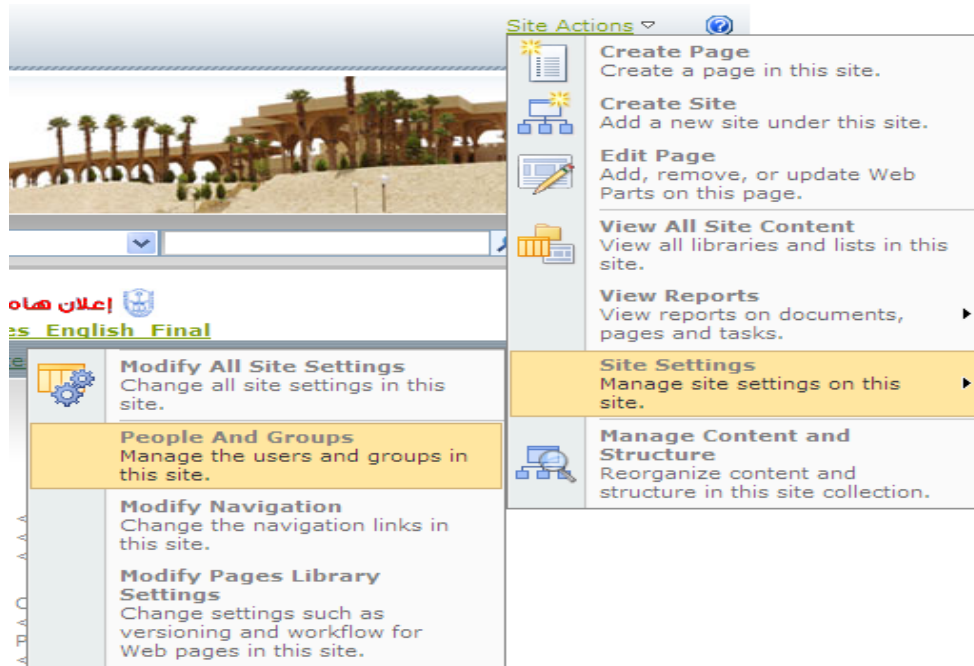 Site Actions
Create Page
Create a page in this site.
Create Site
Add a new site under this site.
Edit Page
Add, remove, or update Web
Parts on this page.
View All Site Content
View all libraries and lists in this
site.
View Reports
View reports on documents,
pages and tasks.
Site Settings
Manage site settings on this
site.
Manage Content and
Structure
Reorganize content and
structure in this site collection.
إعلان هام
es_English_Final
Modify All Site Settings
Change all site settings in this
site.
People And Groups
Manage the users and groups in
this site.
Modify Navigation
Change the navigation links in
this site.
Modify Pages Library
Settings
Change settings such as
versioning and workflow for
Web pages in this site.